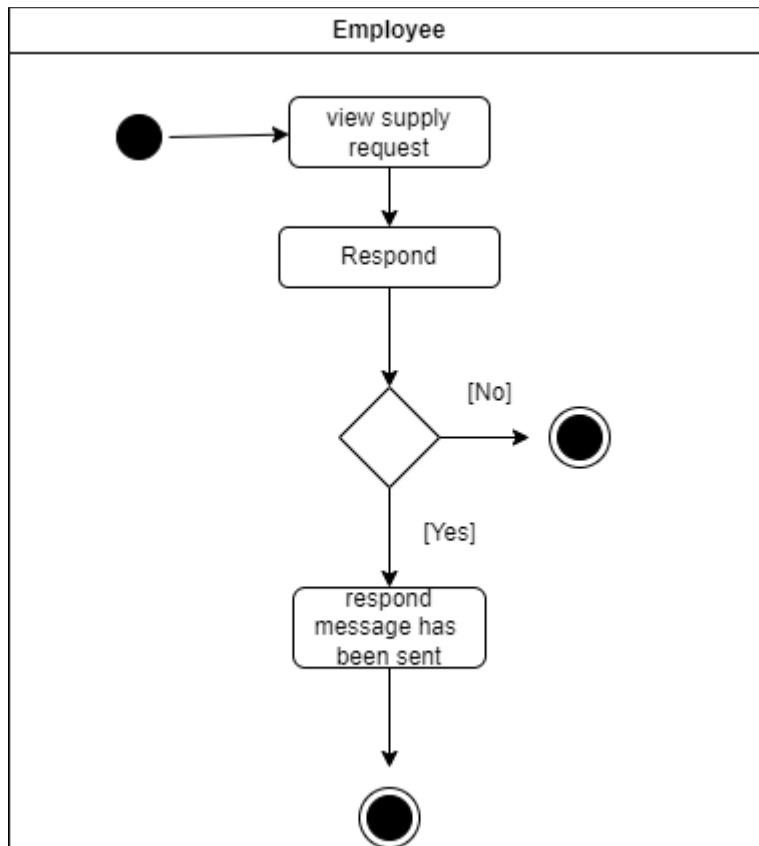 Employee
view supply
request
Respond
[No]
[Yes]
respond
message has
been sent